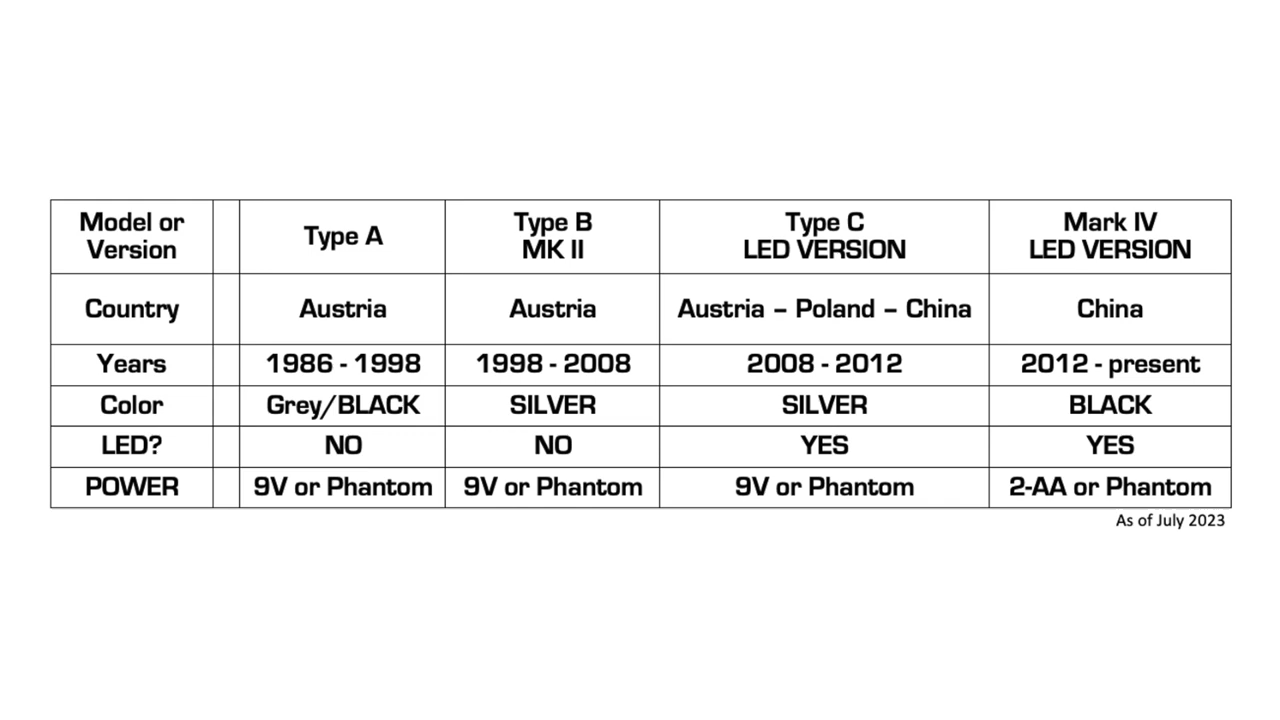 Model or Version Type A Type B MK II Type C LED VERSION Mark IV LED VERSION
Country Austria Austria Austria – Poland – China China
Years 1986 - 1998 1998 - 2008 2008 - 2012 2012 - present
Color Grey/BLACK SILVER SILVER BLACK
LED? NO NO YES YES
POWER 9V or Phantom 9V or Phantom 9V or Phantom 2-AA or Phantom
As of July 2023